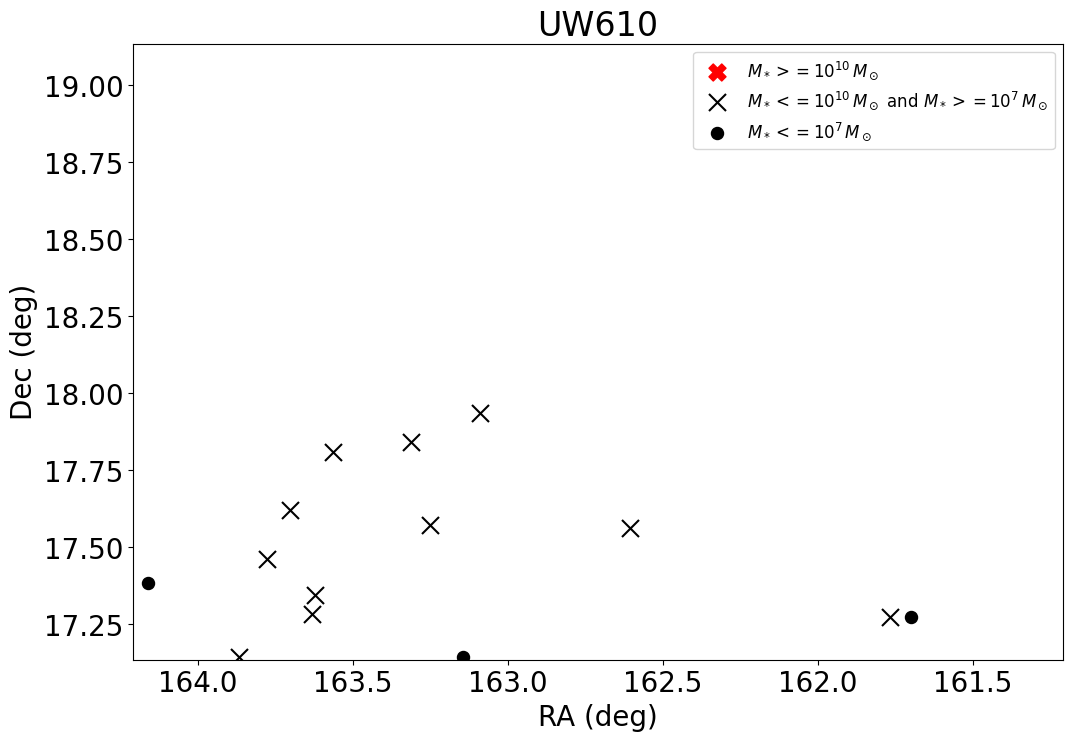 UW610
M* >= 10^10 M⊙
M* <= 10^10 M⊙ and M* >= 10^7 M⊙
M* <= 10^7 M⊙
19.00
18.75
18.50
18.25
18.00
17.75
17.50
17.25
Dec (deg)
164.0 163.5 163.0 162.5 162.0 161.5
RA (deg)